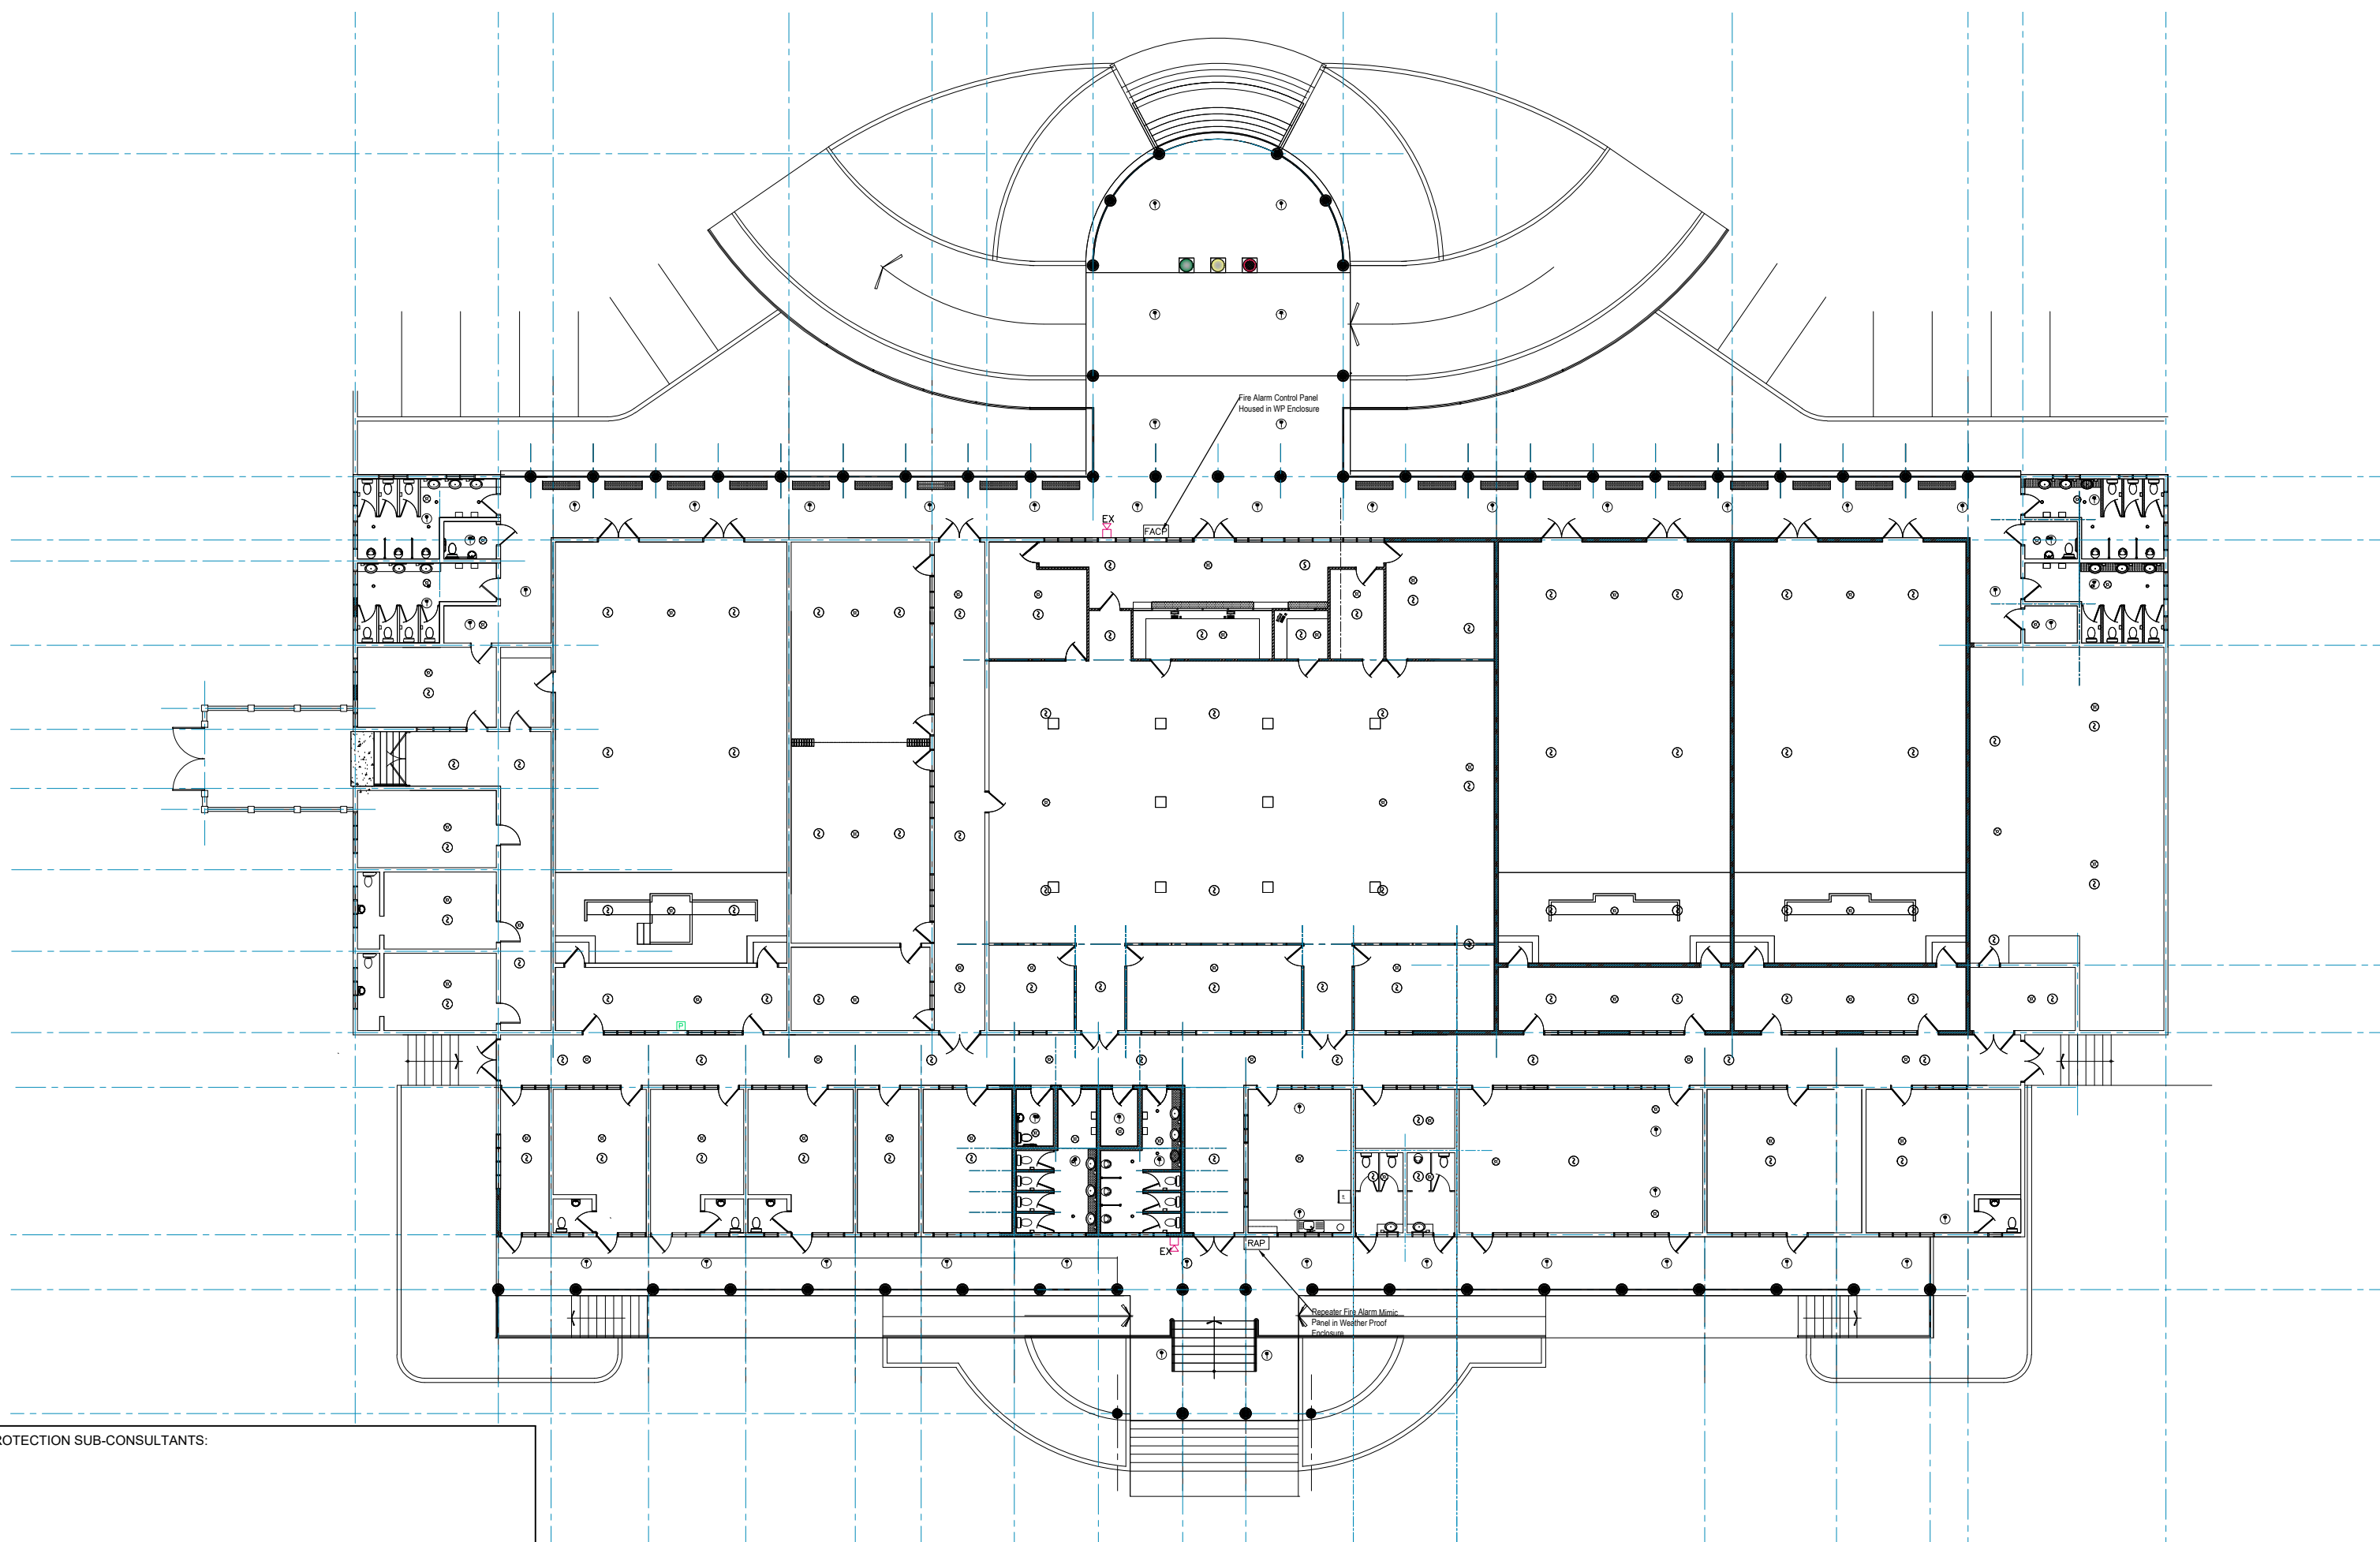 Fire Alarm Control Panel
Housed in WP Enclosure
EX
FACP
P
EX
RAP
Repeater Fire Alarm Mimic
Panel in Weather Proof
Enclosure
ROTECTION SUB-CONSULTANTS: